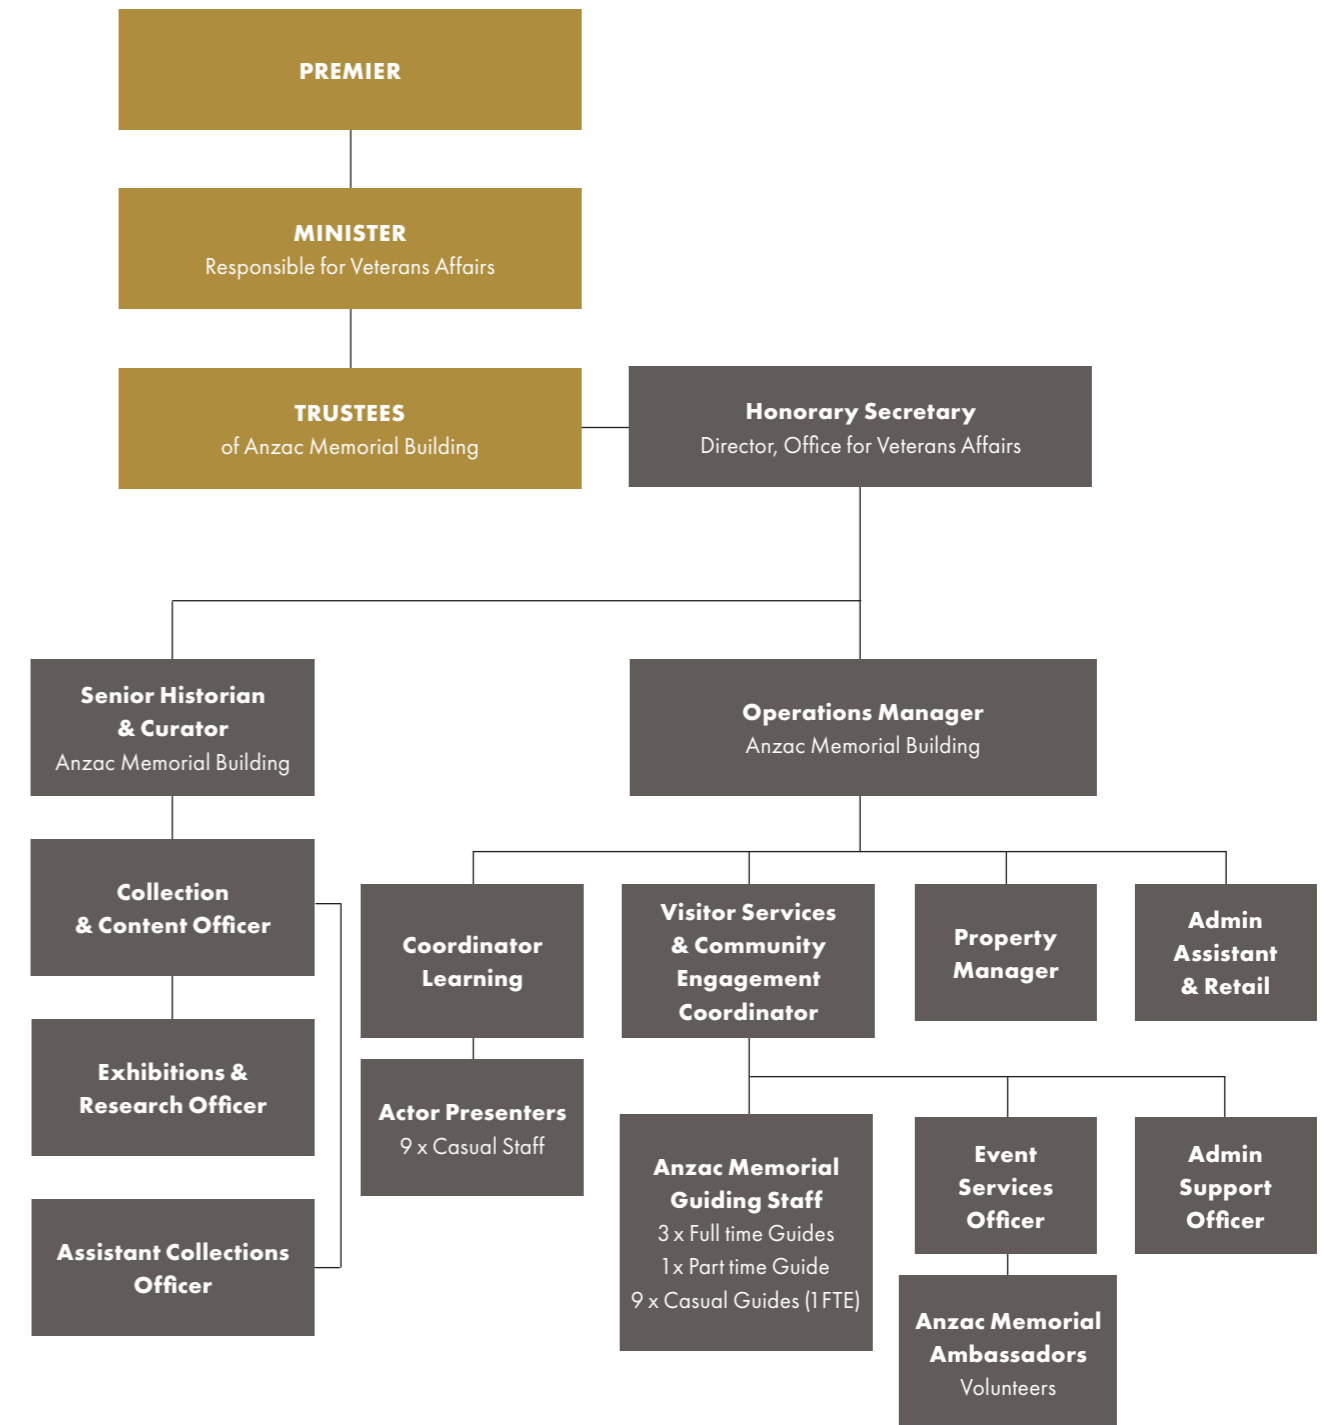 PREMIER
MINISTER
Responsible for Veterans Affairs
TRUSTEES
of Anzac Memorial Building
Honorary Secretary
Director, Office for Veterans Affairs
Senior Historian
& Curator
Anzac Memorial Building
Operations Manager
Anzac Memorial Building
Collection
& Content Officer
Exhibitions &
Research Officer
Assistant Collections
Officer
Coordinator
Learning
Actor Presenters
9 x Casual Staff
Visitor Services
& Community
Engagement
Coordinator
Property
Manager
Admin
Assistant
& Retail
Anzac Memorial
Guiding Staff
3 x Full time Guides
1 x Part time Guide
9 x Casual Guides (1FTE)
Event
Services
Officer
Admin
Support
Officer
Anzac Memorial
Ambassadors
Volunteers